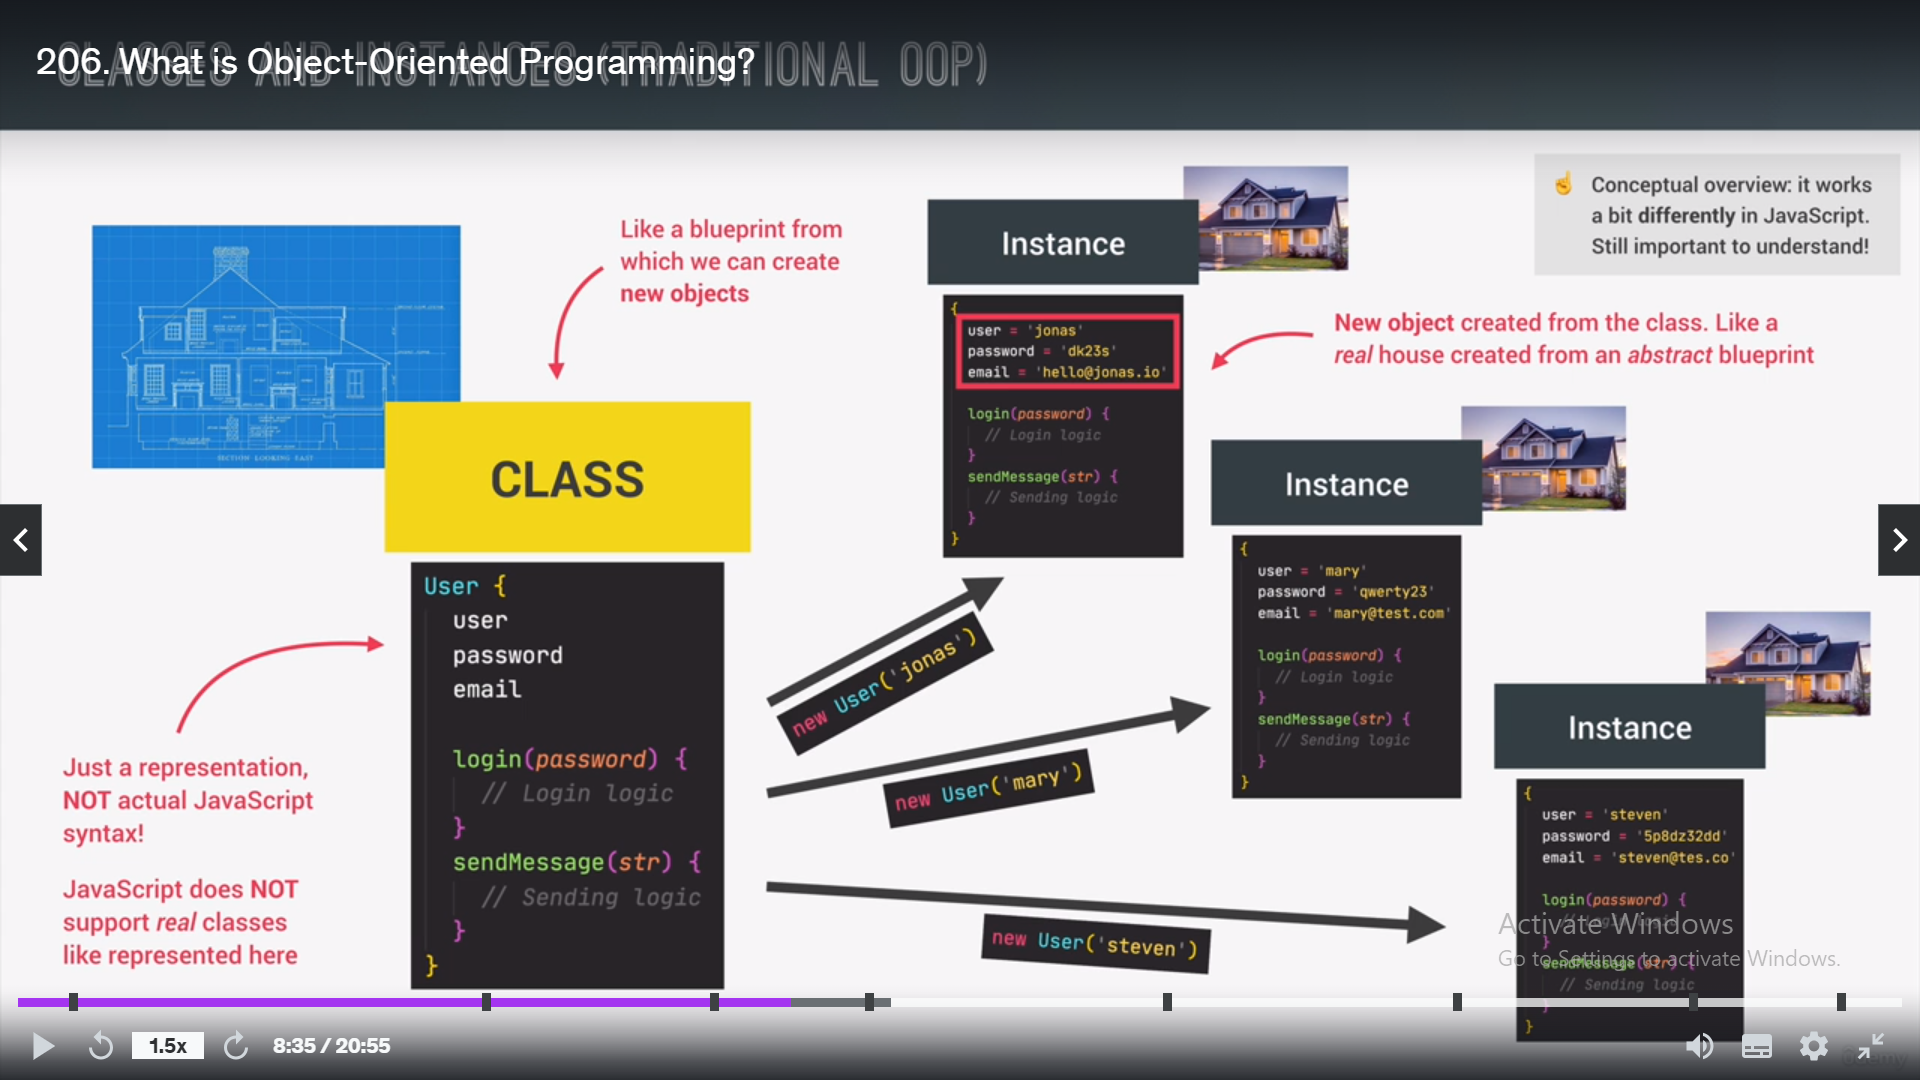 CLASSES AND INSTANCES (TRADITIONAL OOP)
206. What is Object-Oriented Programming?
☝ Conceptual overview: it works
a bit differently in JavaScript.
Still important to understand!
Like a blueprint from
which we can create
new objects
SECTION LOOKING EAST
CLASS
User {
user
password
email
login(password) {
// Login logic
}
sendMessage(str) {
// Sending logic
}
}
Just a representation,
NOT actual JavaScript
syntax!
JavaScript does NOT
support real classes
like represented here
new User('jonas')
new User('mary')
new User('steven')
Instance
{
user = 'jonas'
password = 'dk23s'
email = 'hello@jonas.io'
login(password) {
// Login logic
}
sendMessage(str) {
// Sending logic
}
}
New object created from the class. Like a
real house created from an abstract blueprint
Instance
{
user = 'mary'
password = 'qwerty23'
email = 'mary@test.com'
login(password) {
// Login logic
}
sendMessage(str) {
// Sending logic
}
}
Instance
{
user = 'steven'
password = '5p8dz32dd'
email = 'steven@tes.co'
login(password) {
// Login logic
}
sendMessage(str) {
// Sending logic
}
}
Activate Windows
Go to Settings to activate Windows.
1.5x
8:35 / 20:55
Udemy